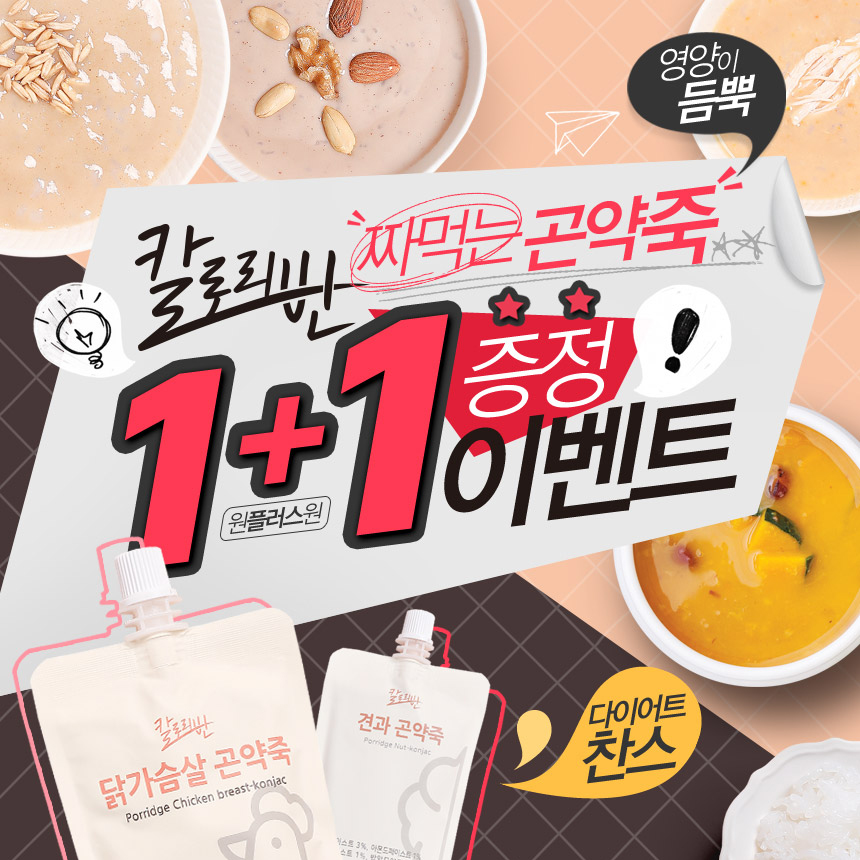 영양이
듬뿍
칼로리반 짜먹는 곤약죽
1+1 증정
원플러스원
이벤트
칼로리반
닭가슴살 곤약죽
Porridge Chicken breast-konjac
칼로리반
견과 곤약죽
Porridge Nut-konjac
다이어트
찬스